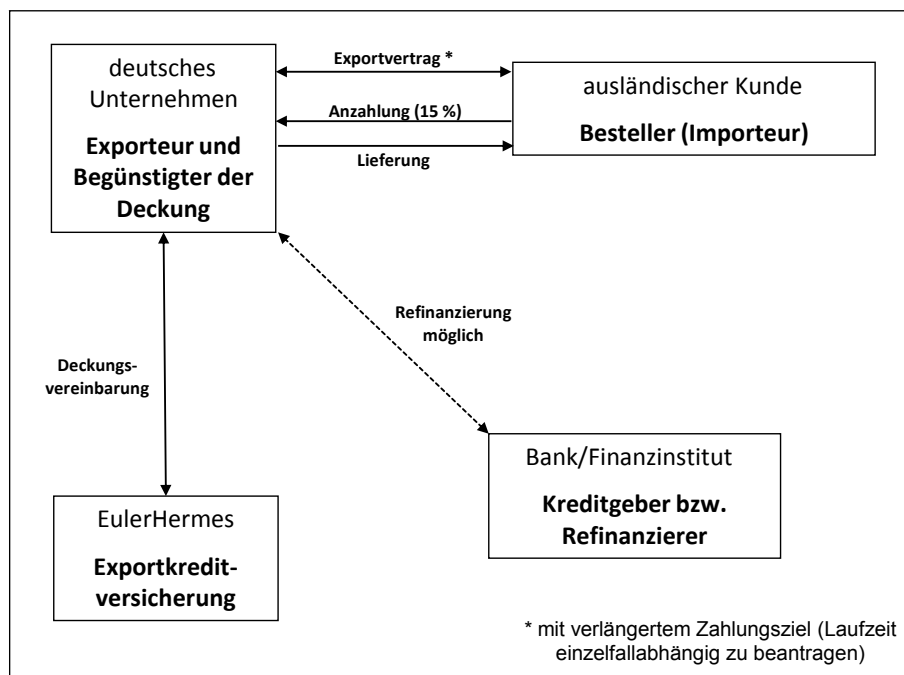 deutsches
Unternehmen
Exporteur und
Begünstigter der
Deckung
Exportvertrag *
Anzahlung (15 %)
Lieferung
ausländischer Kunde
Besteller (Importeur)
Refinanzierung
möglich
Deckungs-
vereinbarung
Bank/Finanzinstitut
Kreditgeber bzw.
Refinanzierer
EulerHermes
Exportkredit-
versicherung
* mit verlängertem Zahlungsziel (Laufzeit
einzelfallabhängig zu beantragen)